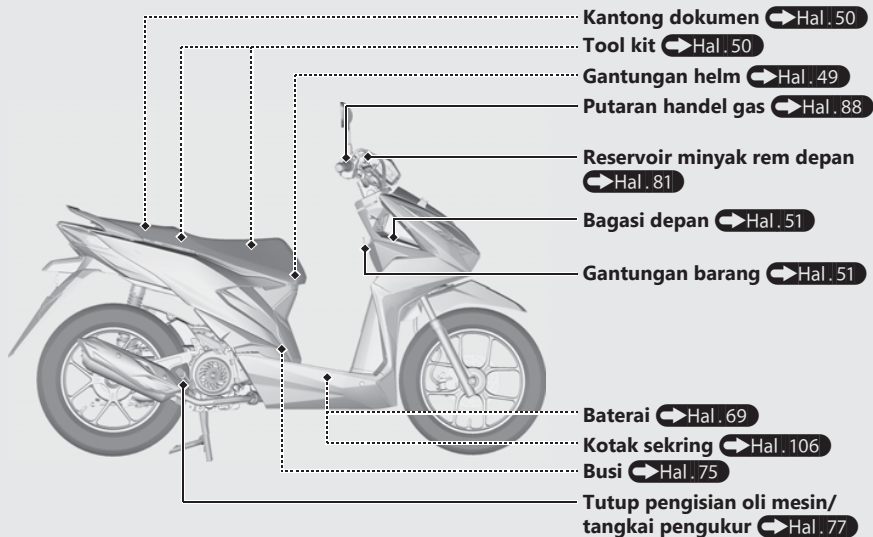 Kantong dokumen ➔Hal. 50
Tool kit ➔Hal. 50
Gantungan helm ➔Hal. 49
Putaran handel gas ➔Hal. 88
Reservoir minyak rem depan
➔Hal. 81
Bagasi depan ➔Hal. 51
Gantungan barang ➔Hal. 51
Baterai ➔Hal. 69
Kotak sekring ➔Hal. 106
Busi ➔Hal. 75
Tutup pengisian oli mesin/
tangkai pengukur ➔Hal. 77